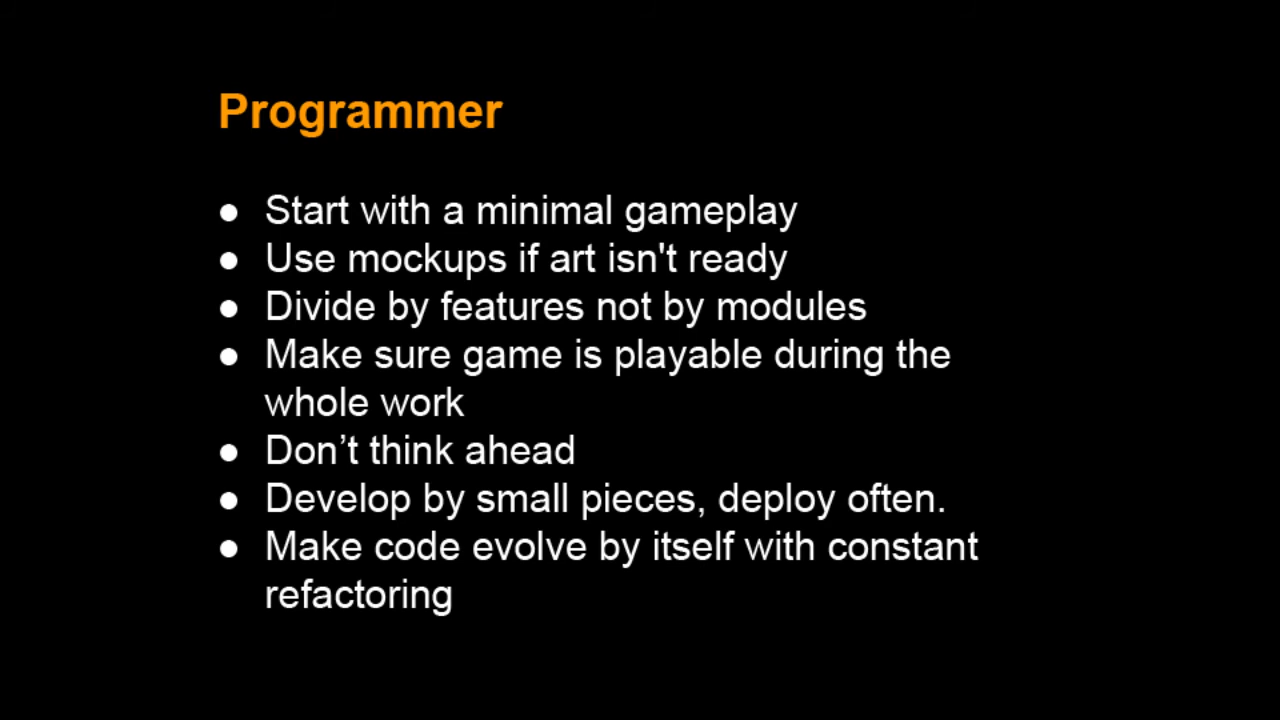 Programmer
● Start with a minimal gameplay
● Use mockups if art isn't ready
● Divide by features not by modules
● Make sure game is playable during the
whole work
● Don’t think ahead
● Develop by small pieces, deploy often.
● Make code evolve by itself with constant
refactoring